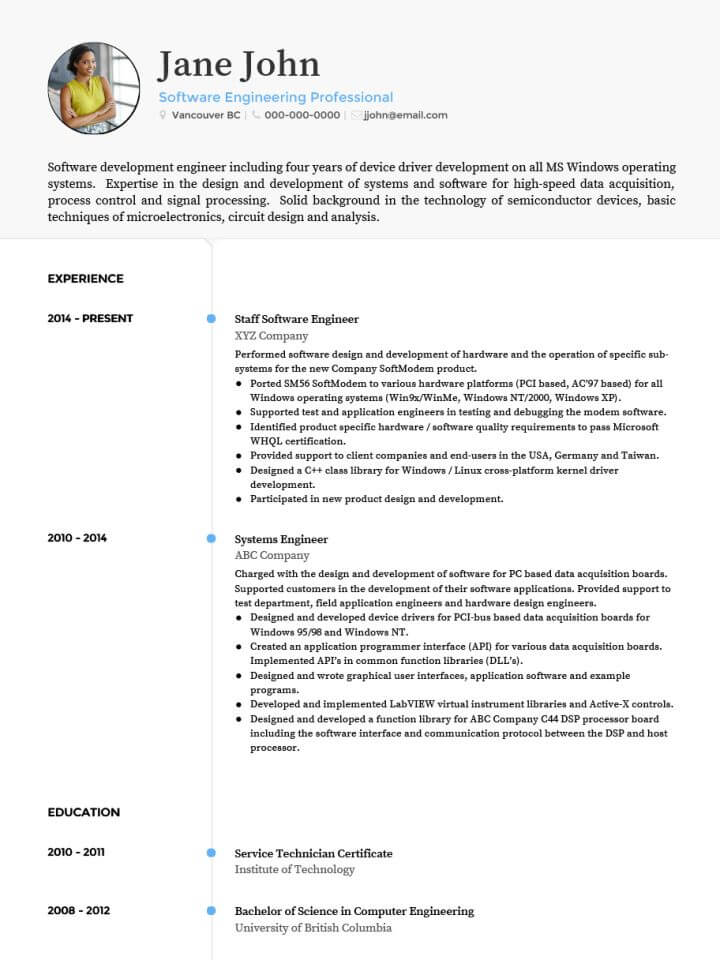 Jane John
Software Engineering Professional
Vancouver BC | 000-000-0000 | jjohn@email.com
Software development engineer including four years of device driver development on all MS Windows operating
systems. Expertise in the design and development of systems and software for high-speed data acquisition,
process control and signal processing. Solid background in the technology of semiconductor devices, basic
techniques of microelectronics, circuit design and analysis.
EXPERIENCE
2014 - PRESENT
Staff Software Engineer
XYZ Company
Performed software design and development of hardware and the operation of specific sub-
systems for the new Company SoftModem product.
● Ported SM56 SoftModem to various hardware platforms (PCI based, AC'97 based) for all
Windows operating systems (Win9x/WinMe, Windows NT/2000, Windows XP).
● Supported test and application engineers in testing and debugging the modem software.
● Identified product specific hardware / software quality requirements to pass Microsoft
WHQL certification.
● Provided support to client companies and end-users in the USA, Germany and Taiwan.
● Designed a C++ class library for Windows / Linux cross-platform kernel driver
development.
● Participated in new product design and development.
2010 - 2014
Systems Engineer
ABC Company
Charged with the design and development of software for PC based data acquisition boards.
Supported customers in the development of their software applications. Provided support to
test department, field application engineers and hardware design engineers.
● Designed and developed device drivers for PCI-bus based data acquisition boards for
Windows 95/98 and Windows NT.
● Created an application programmer interface (API) for various data acquisition boards.
Implemented API's in common function libraries (DLL's).
● Designed and wrote graphical user interfaces, application software and example
programs.
● Developed and implemented LabVIEW virtual instrument libraries and Active-X controls.
● Designed and developed a function library for ABC Company C44 DSP processor board
including the software interface and communication protocol between the DSP and host
processor.
EDUCATION
2010 - 2011
Service Technician Certificate
Institute of Technology
2008 - 2012
Bachelor of Science in Computer Engineering
University of British Columbia